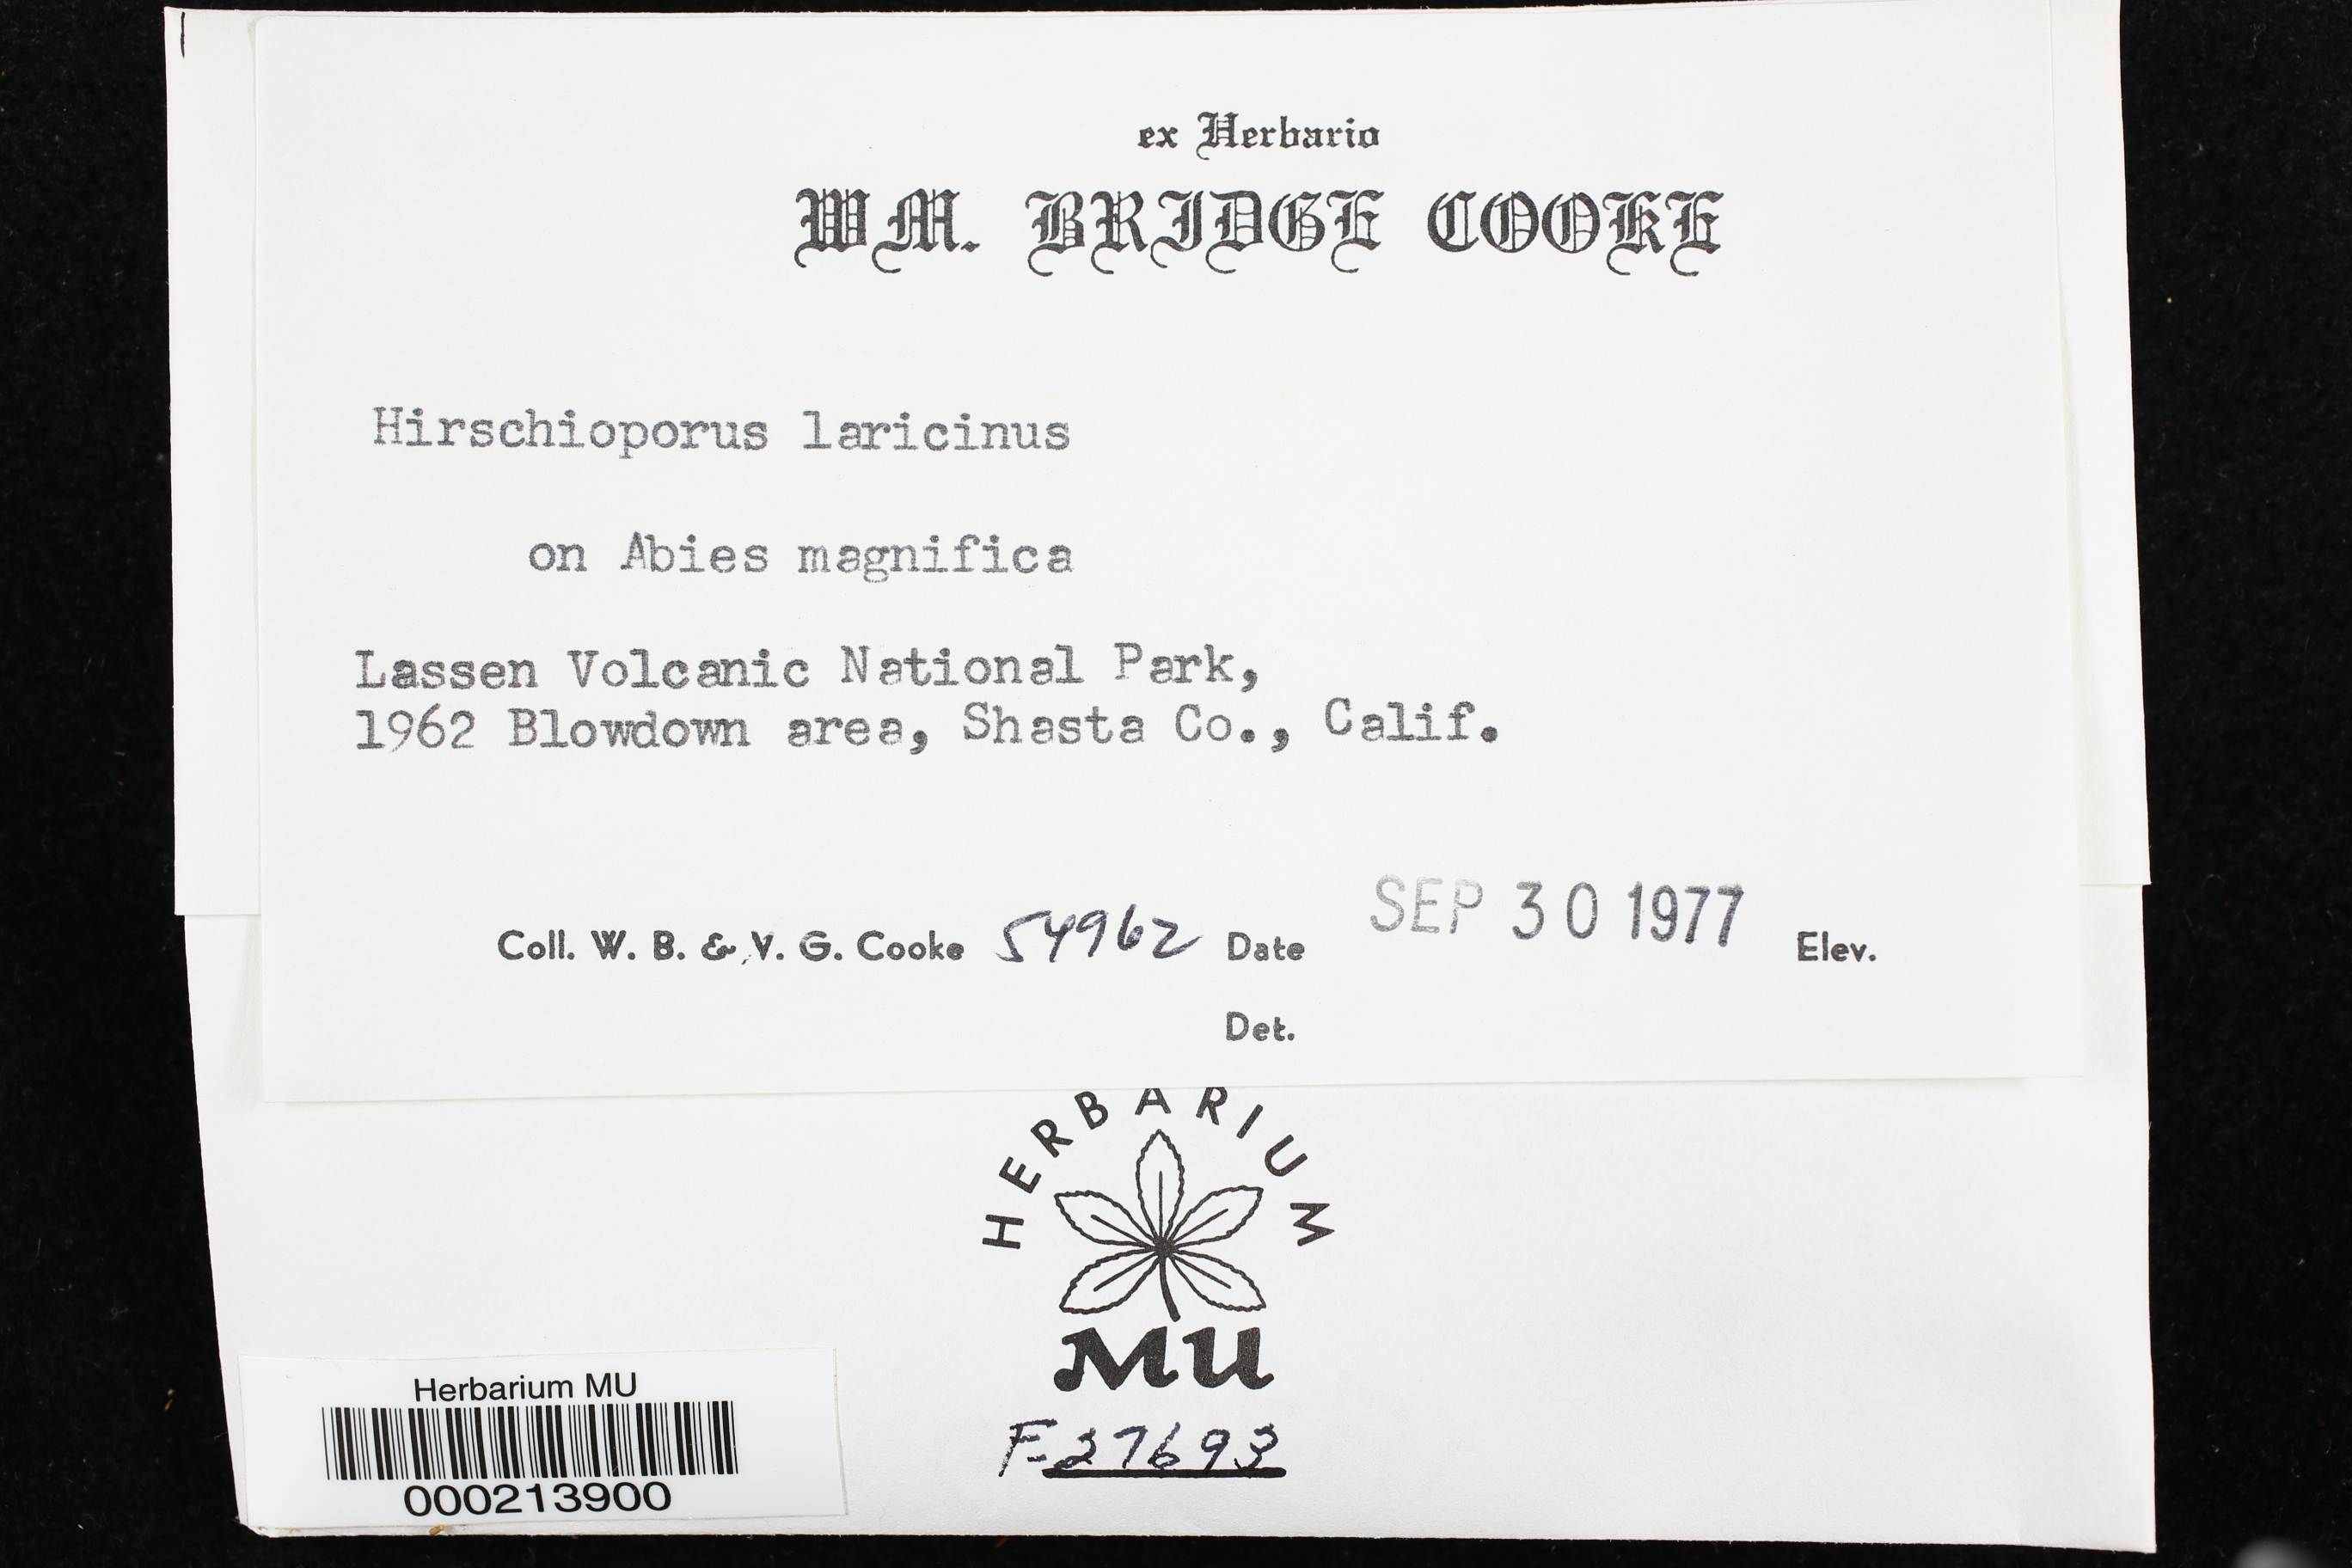 ex Herbario
WM. BRIDGE COOKE
Hirschioporus laricinus
on Abies magnifica
Lassen Volcanic National Park,
1962 Blowdown area, Shasta Co., Calif.
Coll. W. B. & V. G. Cooke 54962 Date SEP 30 1977 Elev.
Det.
HERBARIUM
MU
F-27693
Herbarium MU
000213900